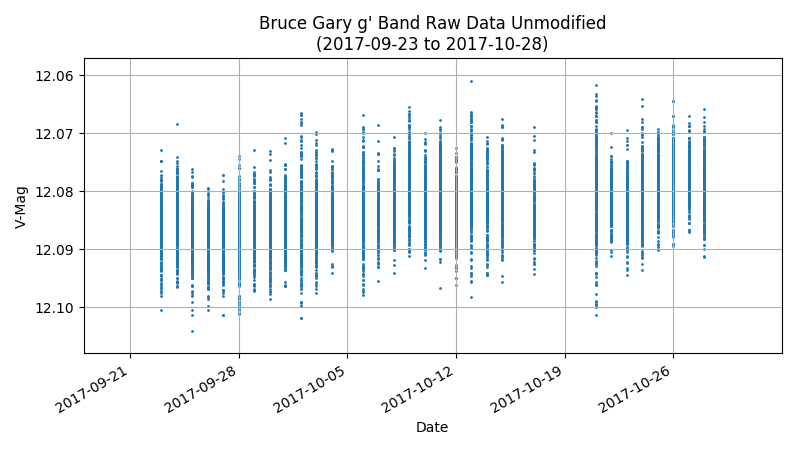 Bruce Gary g' Band Raw Data Unmodified
(2017-09-23 to 2017-10-28)
12.06
12.07
12.08
12.09
12.10
V-Mag
2017-09-21
2017-09-28
2017-10-05
2017-10-12
2017-10-19
2017-10-26
Date